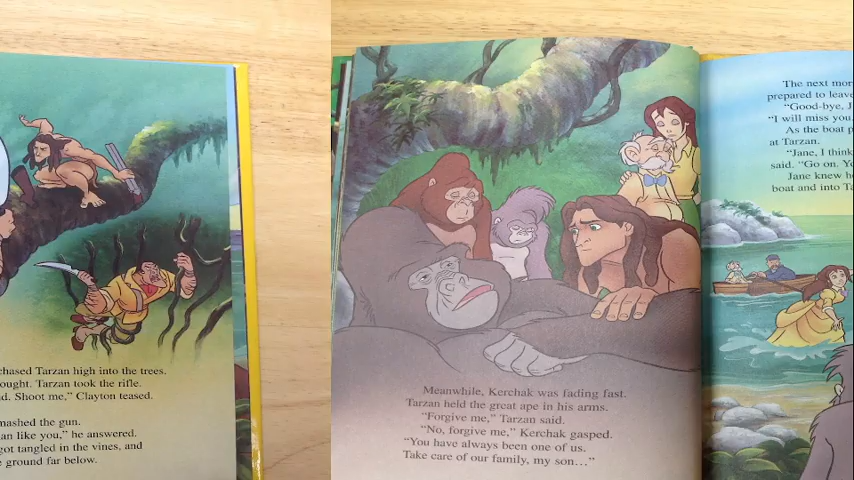 chased Tarzan high into the trees.
ought. Tarzan took the rifle.
d. Shoot me," Clayton teased.
mashed the gun.
an like you," he answered.
got tangled in the vines, and
e ground far below.
Meanwhile, Kerchak was fading fast.
Tarzan held the great ape in his arms.
"Forgive me," Tarzan said.
"No, forgive me," Kerchak gasped.
"You have always been one of us.
Take care of our family, my son..."
The next mor
prepared to leave
"Good-bye, J
"I will miss you.
As the boat p
at Tarzan.
"Jane, I think
said. "Go on. Yo
Jane knew he
boat and into Ta